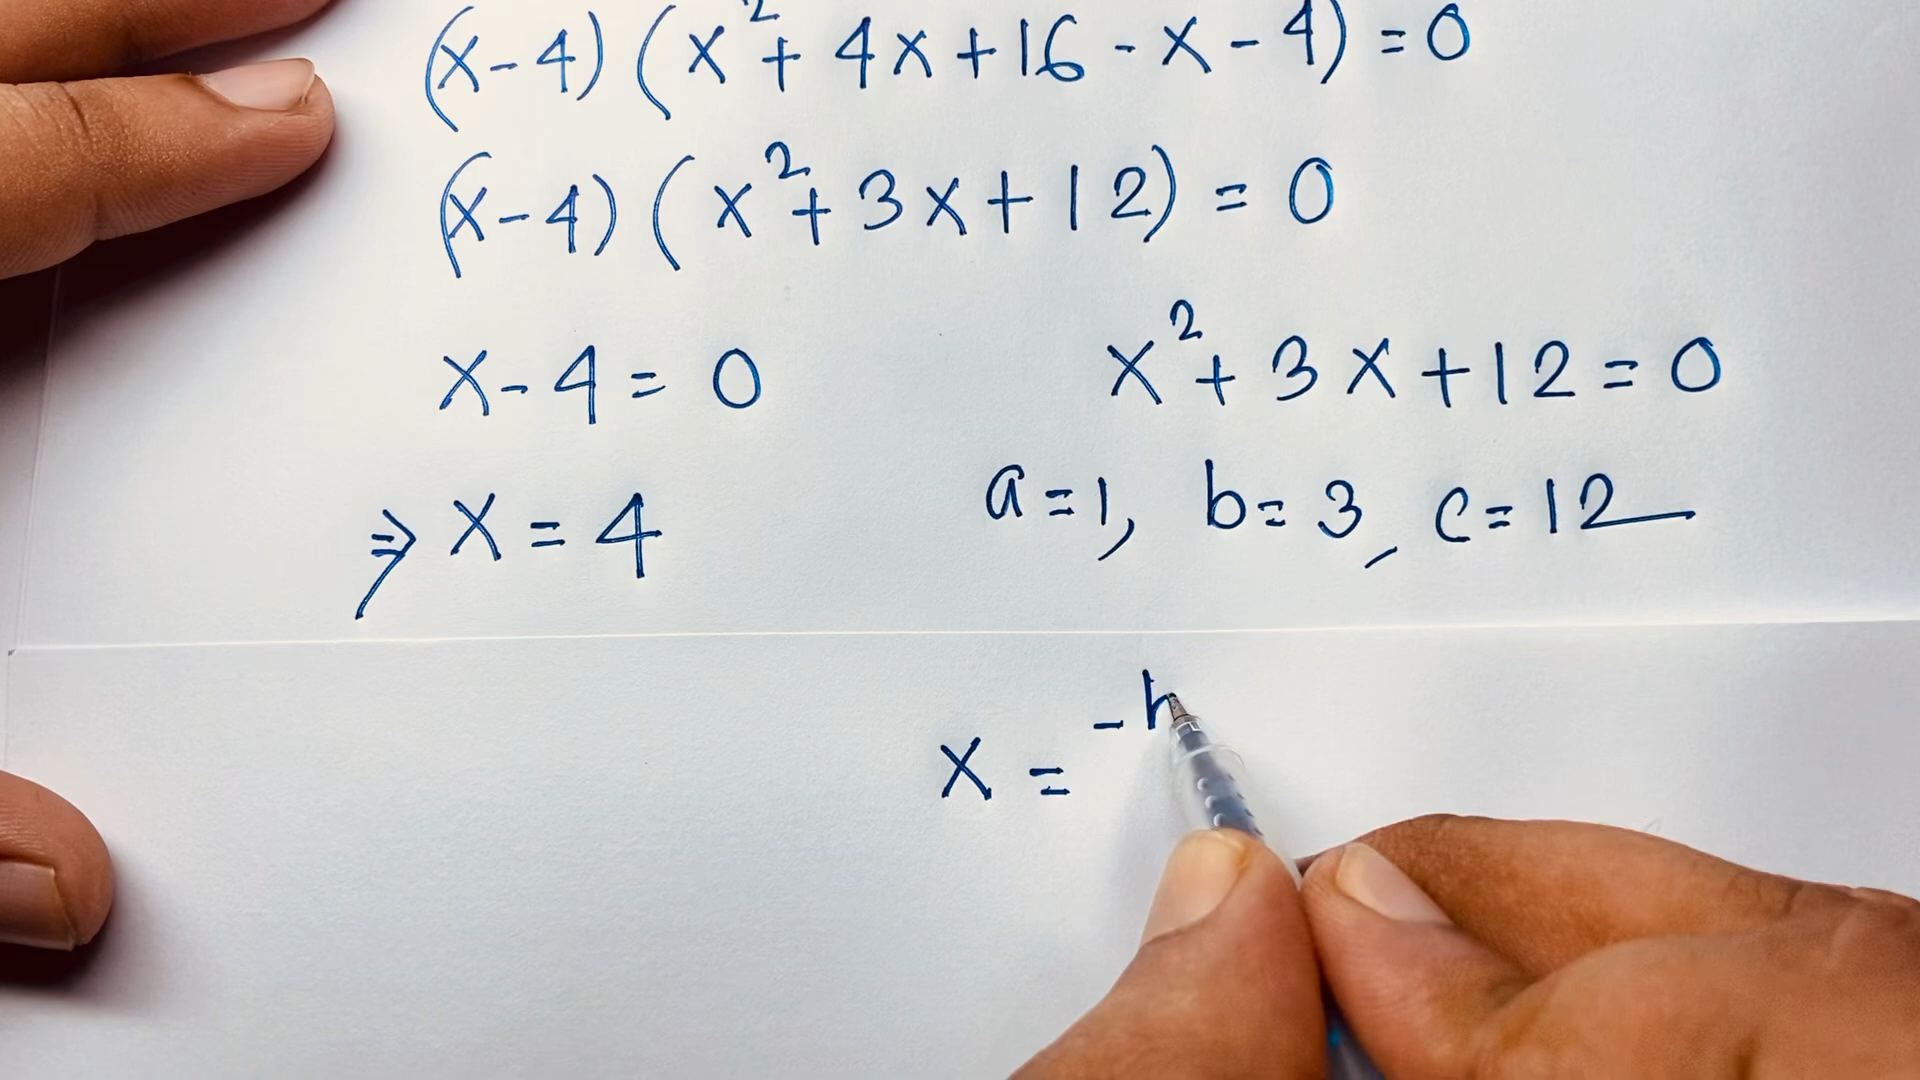 (x-4)(x²+4x+16-x-4)=0
(x-4)(x²+3x+12)=0
x-4=0
x²+3x+12=0
⇒ x=4
a=1, b=3, c=12
x = -b